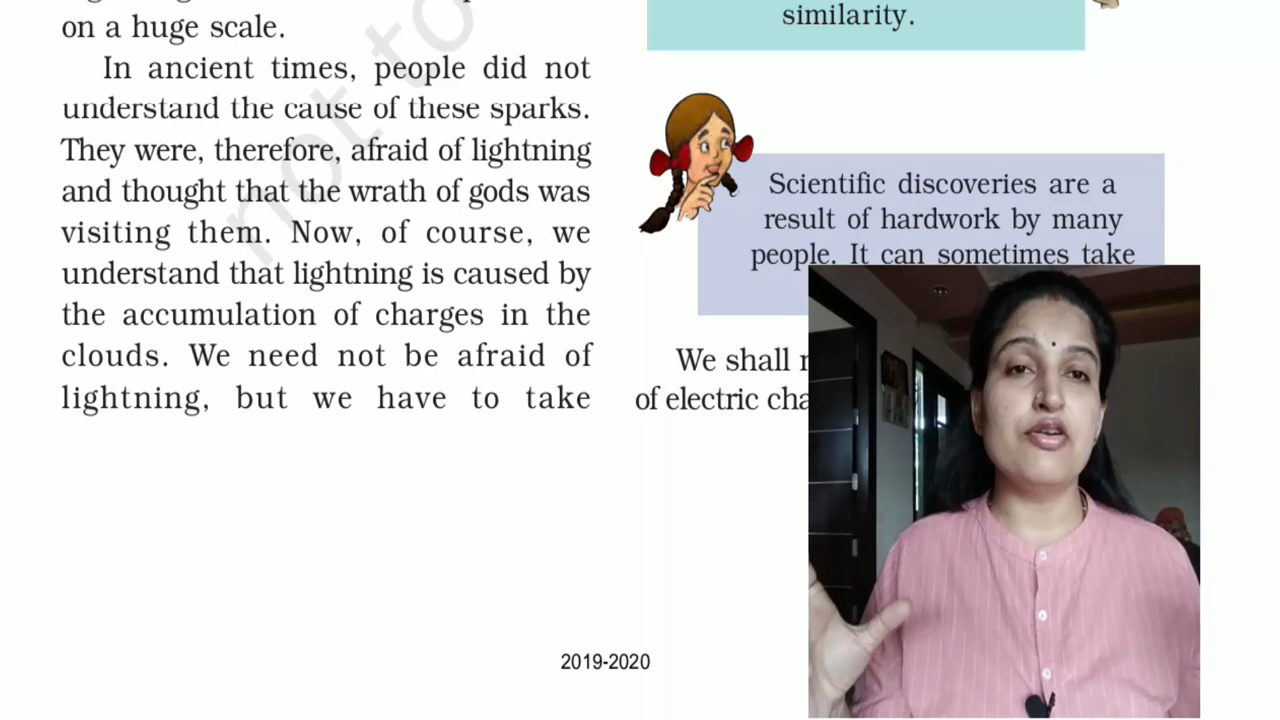 on a huge scale.
In ancient times, people did not
understand the cause of these sparks.
They were, therefore, afraid of lightning
and thought that the wrath of gods was
visiting them. Now, of course, we
understand that lightning is caused by
the accumulation of charges in the
clouds. We need not be afraid of
lightning, but we have to take
similarity.
Scientific discoveries are a
result of hardwork by many
people. It can sometimes take
We shall
of electric
2019-2020
not to